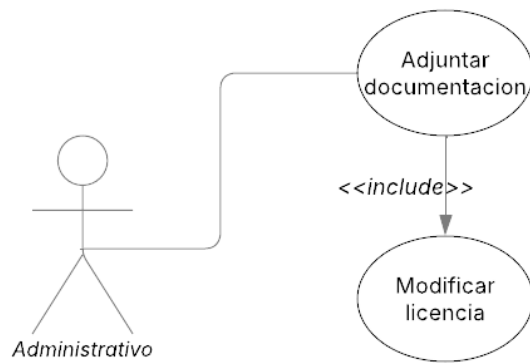 Adjuntar
documentacion
<<include>>
Modificar
licencia
Administrativo